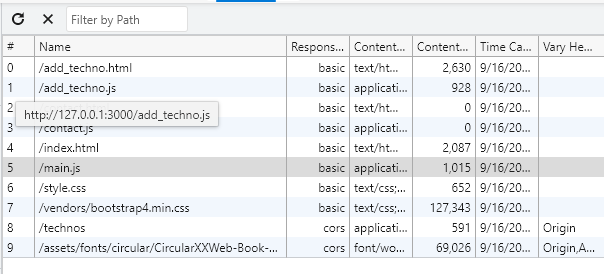 Filter by Path
# Name Respons... Content... Content... Time Ca... Vary He...
0 /add_techno.html basic text/ht... 2,630 9/16/20...
1 /add_techno.js basic applicati... 928 9/16/20...
2 basic text/ht... 0 9/16/20...
http://127.0.0.1:3000/add_techno.js
3 /contact.js basic applicati... 0 9/16/20...
4 /index.html basic text/ht... 2,087 9/16/20...
5 /main.js basic applicati... 1,015 9/16/20...
6 /style.css basic text/css;... 652 9/16/20...
7 /vendors/bootstrap4.min.css basic text/css;... 127,343 9/16/20...
8 /technos cors applicati... 591 9/16/20... Origin
9 /assets/fonts/circular/CircularXXWeb-Book-... cors font/wo... 69,026 9/16/20... Origin,A...